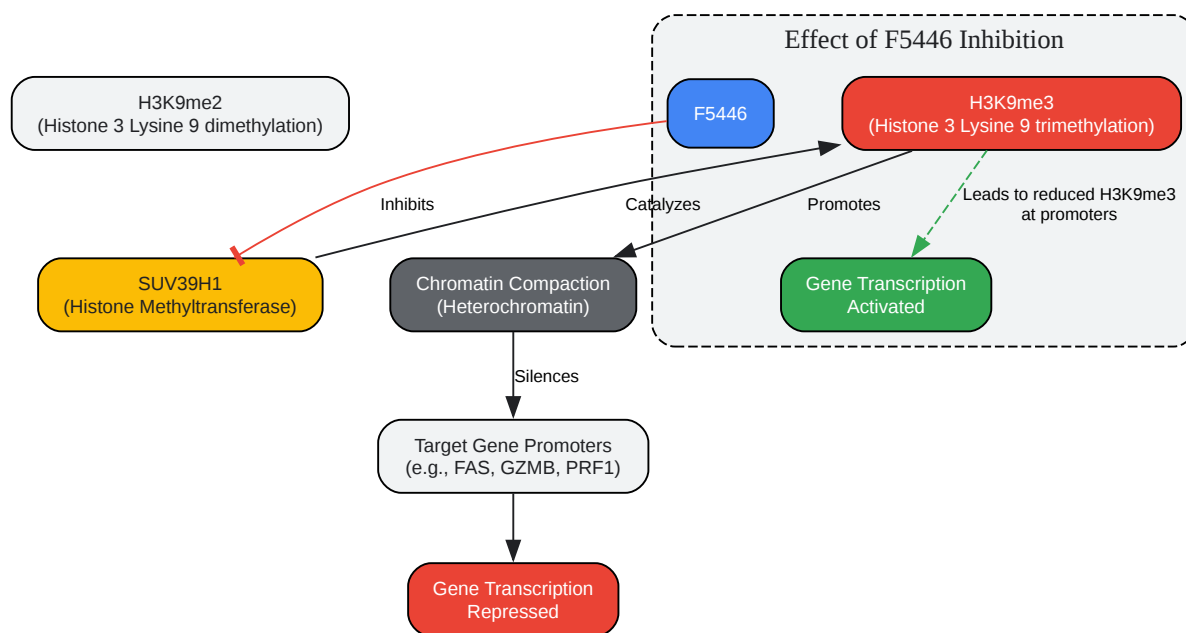 Effect of F5446 Inhibition
H3K9me2
(Histone 3 Lysine 9 dimethylation)
F5446
H3K9me3
(Histone 3 Lysine 9 trimethylation)
Inhibits
Catalyzes
Promotes
Leads to reduced H3K9me3
at promoters
SUV39H1
(Histone Methyltransferase)
Chromatin Compaction
(Heterochromatin)
Gene Transcription
Activated
Silences
Target Gene Promoters
(e.g., FAS, GZMB, PRF1)
Gene Transcription
Repressed